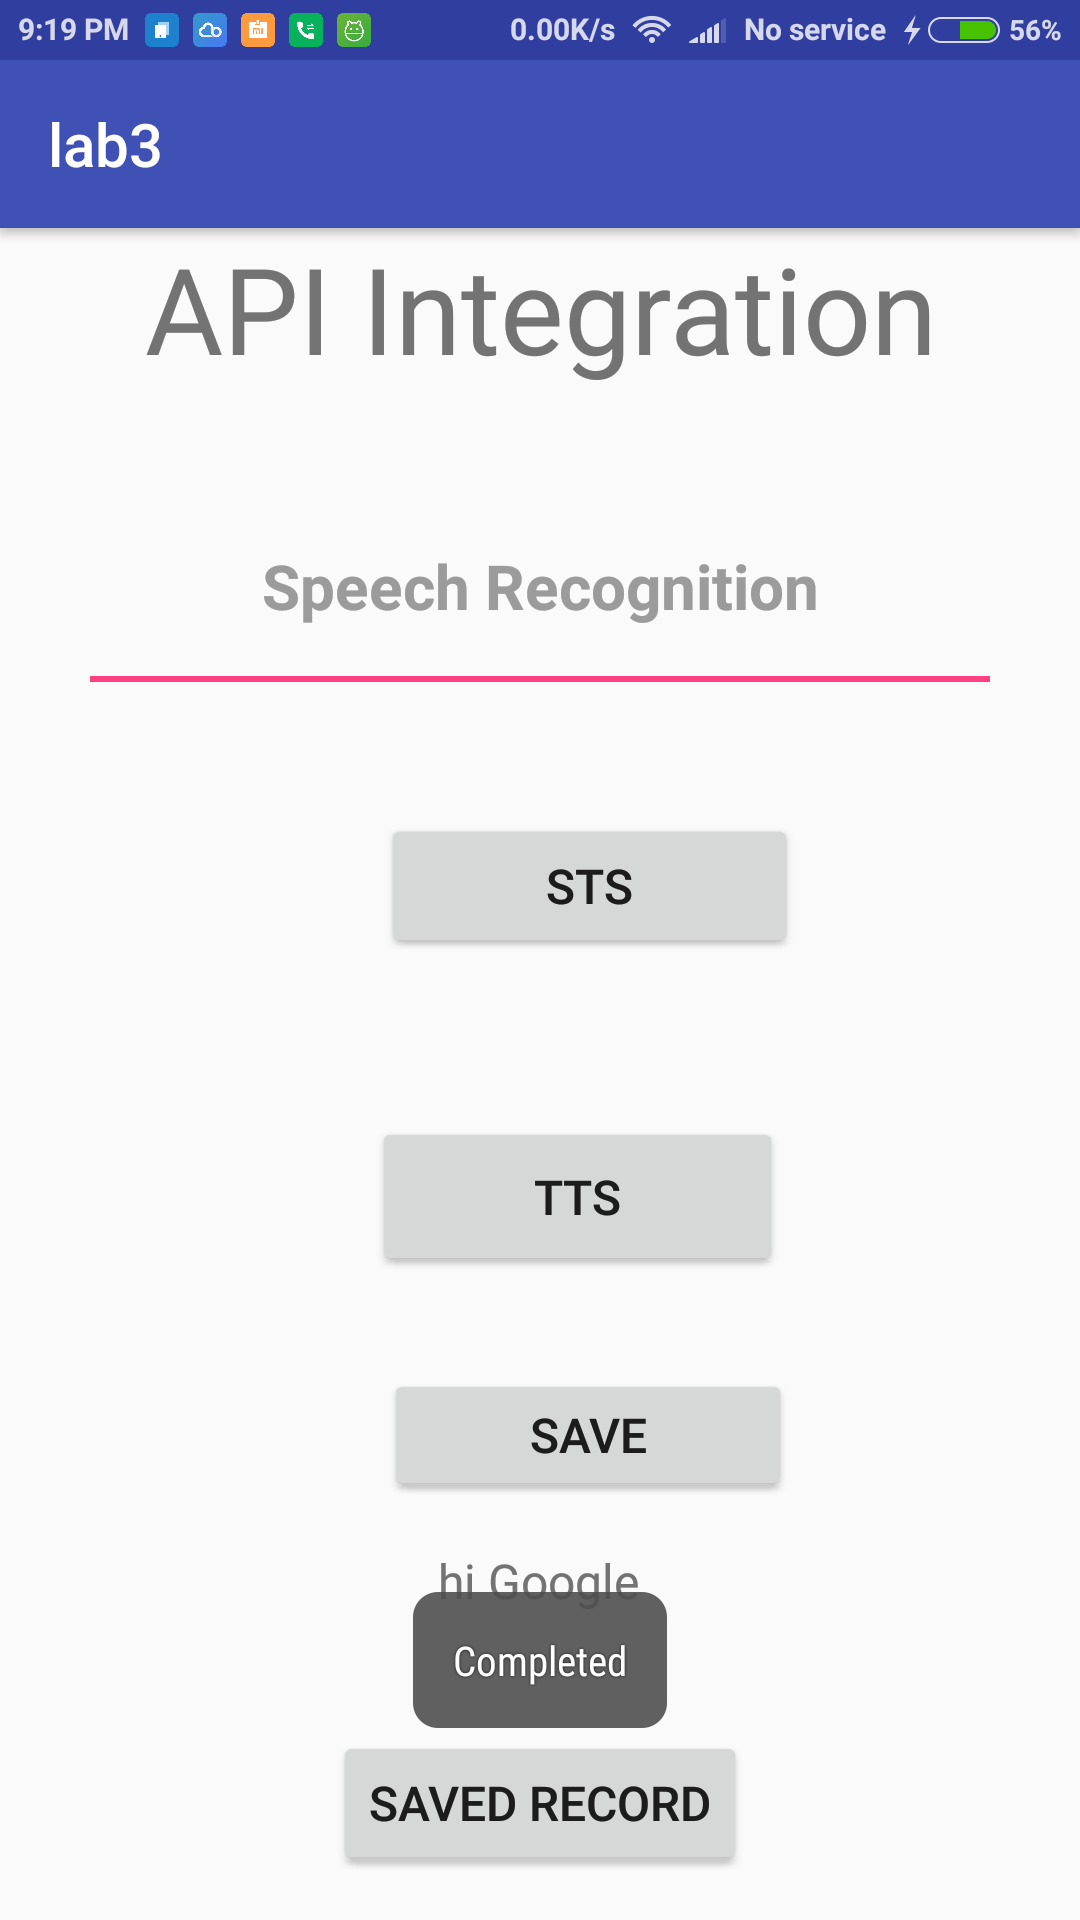 9:19 PM 0.00K/s No service 56%
lab3
API Integration
Speech Recognition
STS
TTS
SAVE
hi Google
Completed
SAVED RECORD